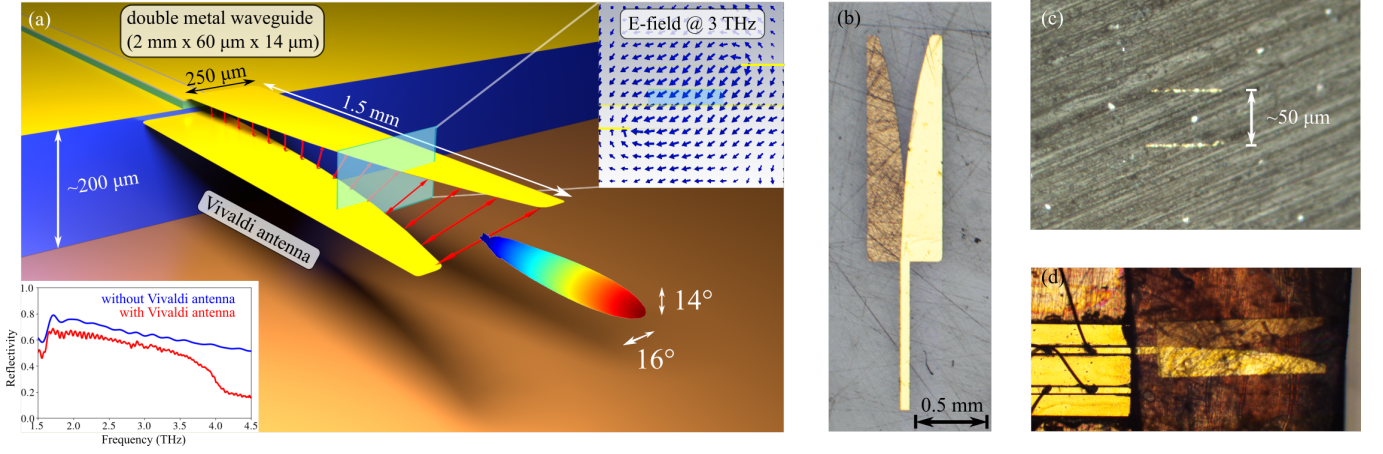 (a)
double metal waveguide
(2 mm x 60 μm x 14 μm)
E-field @ 3 THz
250 μm
1.5 mm
~200 μm
Vivaldi antenna
14°
16°
without Vivaldi antenna
with Vivaldi antenna
Reflectivity
1.0
0.8
0.6
0.4
0.2
0.0
1.5 2.0 2.5 3.0 3.5 4.0 4.5
Frequency (THz)
(b)
0.5 mm
(c)
~50 μm
(d)